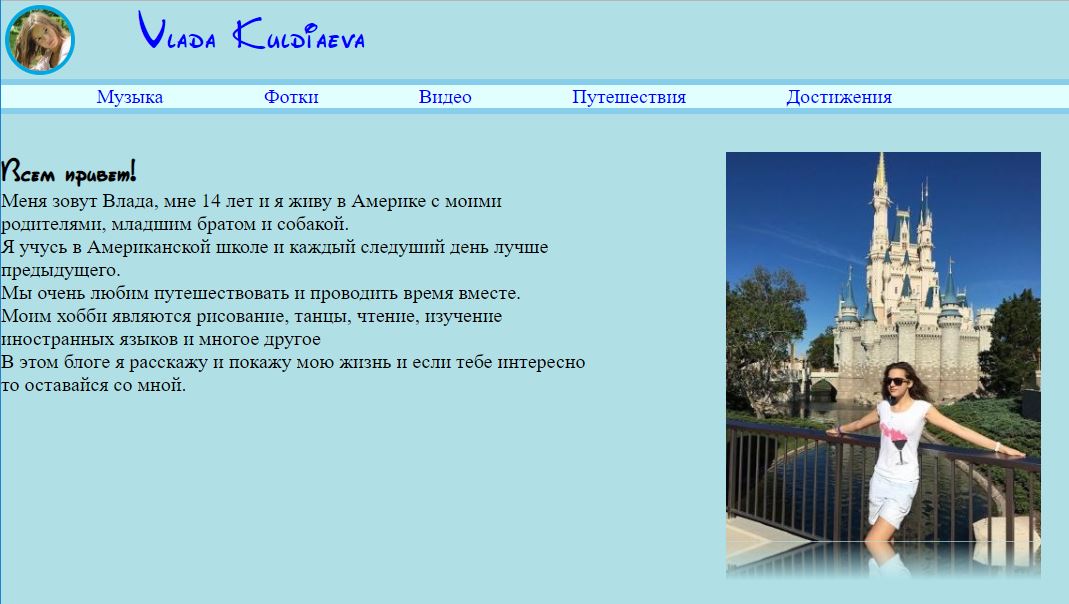 Vlada Kuldiaeva
Музыка Фотки Видео Путешествия Достижения
Всем привет!
Меня зовут Влада, мне 14 лет и я живу в Америке с моими
родителями, младшим братом и собакой.
Я учусь в Американской школе и каждый следуший день лучше
предыдущего.
Мы очень любим путешествовать и проводить время вместе.
Моим хобби являются рисование, танцы, чтение, изучение
иностранных языков и многое другое
В этом блоге я расскажу и покажу мою жизнь и если тебе интересно
то оставайся со мной.